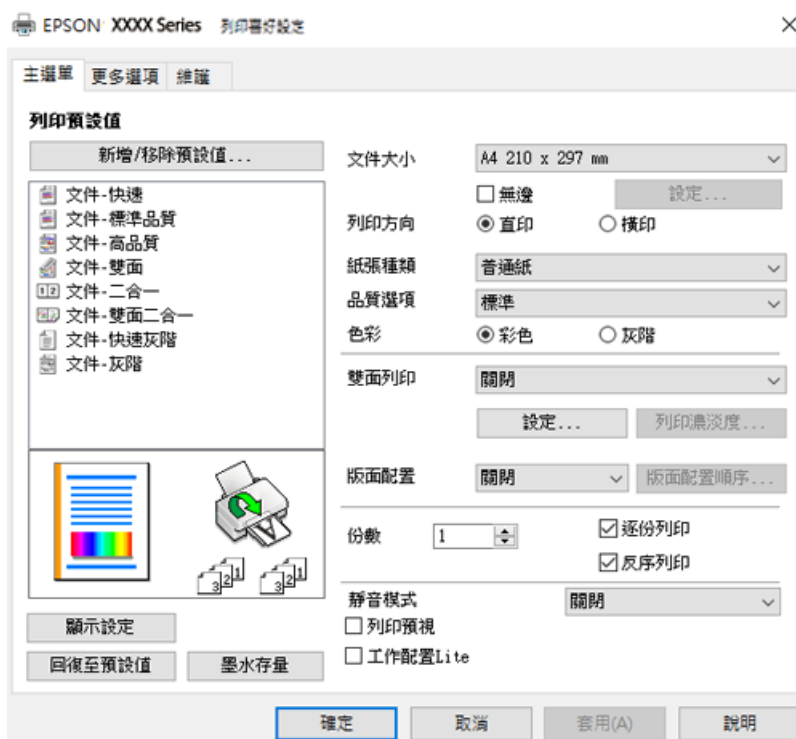 EPSON XXXX Series 列印喜好設定
主選單 更多選項 維護
列印預設值
新增/移除預設值...
文件-快速
文件-標準品質
文件-高品質
文件-雙面
文件-二合一
文件-雙面二合一
文件-快速灰階
文件-灰階
顯示設定
回復至預設值 墨水存量
文件大小 A4 210 x 297 mm
無邊 設定...
列印方向 直印 橫印
紙張種類 普通紙
品質選項 標準
色彩 彩色 灰階
雙面列印 關閉
設定... 列印濃淡度...
版面配置 關閉 版面配置順序...
份數 1 逐份列印
反序列印
靜音模式 關閉
列印預視
工作配置Lite
確定 取消 套用(A) 說明